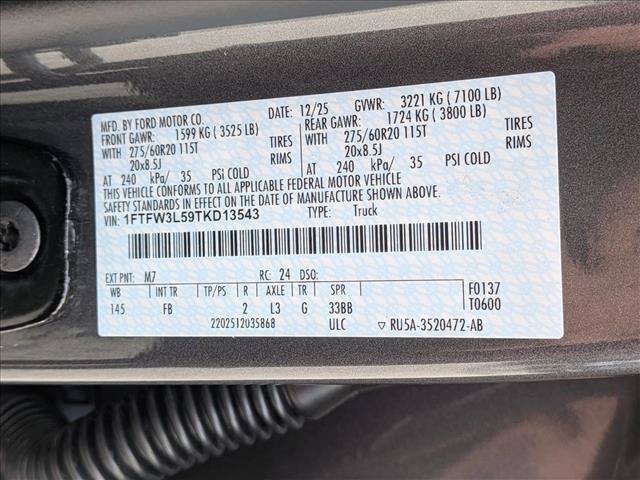 MFD. BY FORD MOTOR CO. DATE: 12/25 GVWR: 3221 KG ( 7100 LB)
FRONT GAWR: 1599 KG ( 3525 LB) REAR GAWR: 1724 KG ( 3800 LB)
WITH 275/60R20 115T TIRES WITH 275/60R20 115T TIRES
20x8.5J RIMS 20x8.5J RIMS
AT 240 kPa/ 35 PSI COLD AT 240 kPa/ 35 PSI COLD
THIS VEHICLE CONFORMS TO ALL APPLICABLE FEDERAL MOTOR VEHICLE
SAFETY STANDARDS IN EFFECT ON THE DATE OF MANUFACTURE SHOWN ABOVE.
VIN: 1FTFW3L59TKD13543 TYPE: Truck
EXT PNT: M7 RC: 24 DSO:
WB INT TR TP/PS R AXLE TR SPR F0137
145 FB 2 L3 G 33BB T0600
2202512035868 ULC ▽ RU5A-3520472-AB